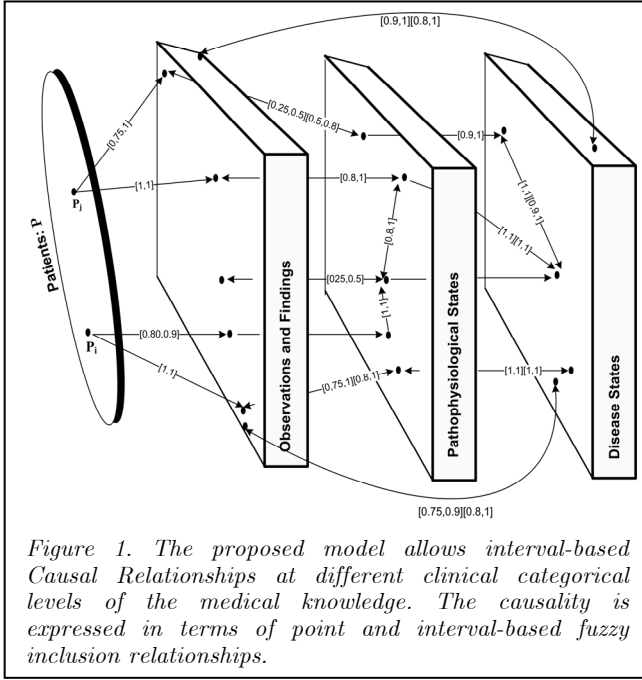 [0.9,1][0.8,1]
[0.25,0.5][0.5,0.8]
[0.9,1]
[0.75,1]
[1,1]
[0.8,1]
[1,1][0.9,1]
P_j
[0.8,1]
[1,1][1,1]
Patients: P
[025,0.5]
[1,1]
[0.80.0.9]
P_i
[1.1]
[0,75,1][0.8,1]
[1,1][1.1]
Observations and Findings
Pathophysiological States
Disease States
[0.75,0.9][0.8,1]
Figure 1. The proposed model allows interval-based
Causal Relationships at different clinical categorical
levels of the medical knowledge. The causality is
expressed in terms of point and interval-based fuzzy
inclusion relationships.